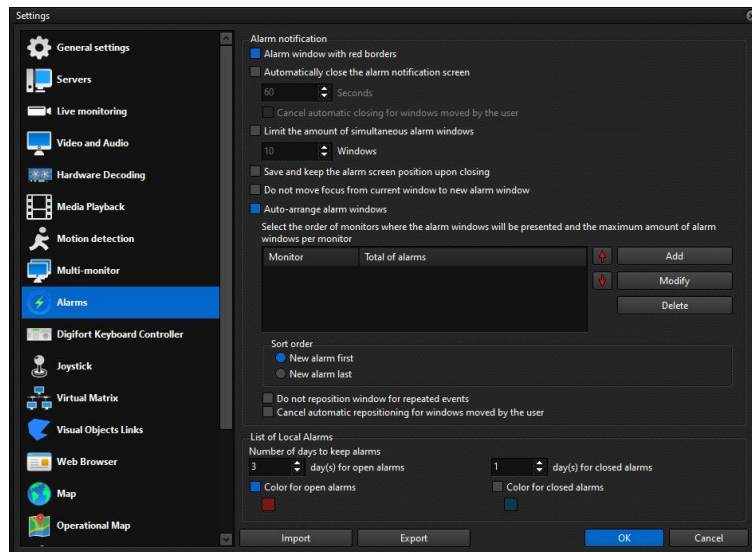 Settings
General settings
Servers
Live monitoring
Video and Audio
Hardware Decoding
Media Playback
Motion detection
Multi-monitor
Alarms
Digifort Keyboard Controller
Joystick
Virtual Matrix
Visual Objects Links
Web Browser
Map
Operational Map
Alarm notification
Alarm window with red borders
Automatically close the alarm notification screen
60 Seconds
Cancel automatic closing for windows moved by the user
Limit the amount of simultaneous alarm windows
10 Windows
Save and keep the alarm screen position upon closing
Do not move focus from current window to new alarm window
Auto-arrange alarm windows
Select the order of monitors where the alarm windows will be presented and the maximum amount of alarm
windows per monitor
Monitor Total of alarms
Add
Modify
Delete
Sort order
New alarm first
New alarm last
Do not reposition window for repeated events
Cancel automatic repositioning for windows moved by the user
List of Local Alarms
Number of days to keep alarms
3 day(s) for open alarms 1 day(s) for closed alarms
Color for open alarms Color for closed alarms
Import Export OK Cancel